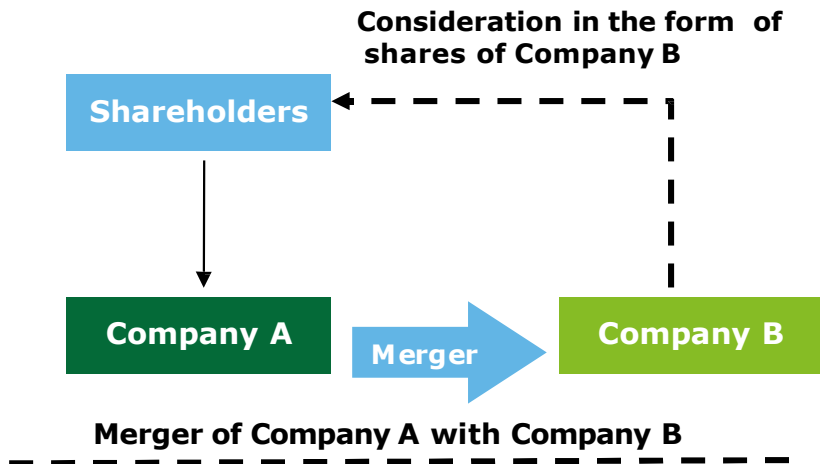 Consideration in the form of
shares of Company B
Shareholders
Company A
Merger
Company B
Merger of Company A with Company B